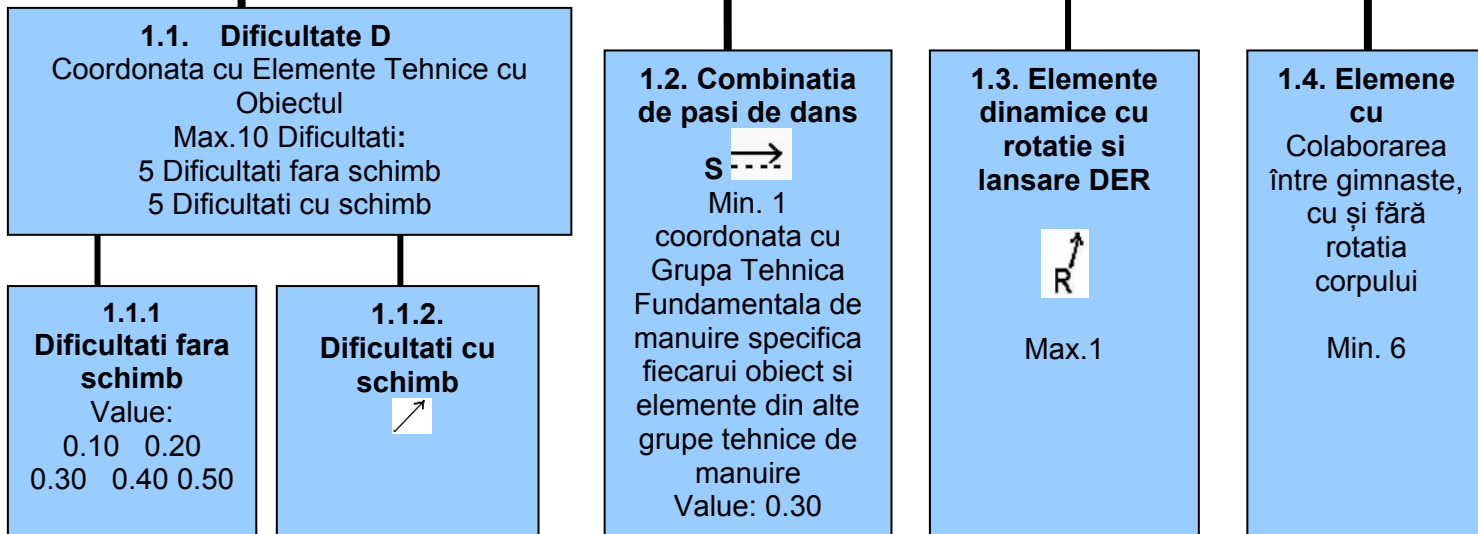 1.1. Dificultate D
Coordonata cu Elemente Tehnice cu
Obiectul
Max.10 Dificultati:
5 Dificultati fara schimb
5 Dificultati cu schimb
1.1.1
Dificultati fara
schimb
Value:
0.10 0.20
0.30 0.40 0.50
1.1.2.
Dificultati cu
schimb
1.2. Combinatia
de pasi de dans
S
Min. 1
coordonata cu
Grupa Tehnica
Fundamentala de
manuire specifica
fiecarui obiect si
elemente din alte
grupe tehnice de
manuire
Value: 0.30
1.3. Elemente
dinamice cu
rotatie si
lansare DER
R
Max.1
1.4. Elemene
cu
Colaborarea
între gimnaste,
cu și fără
rotatia
corpului
Min. 6